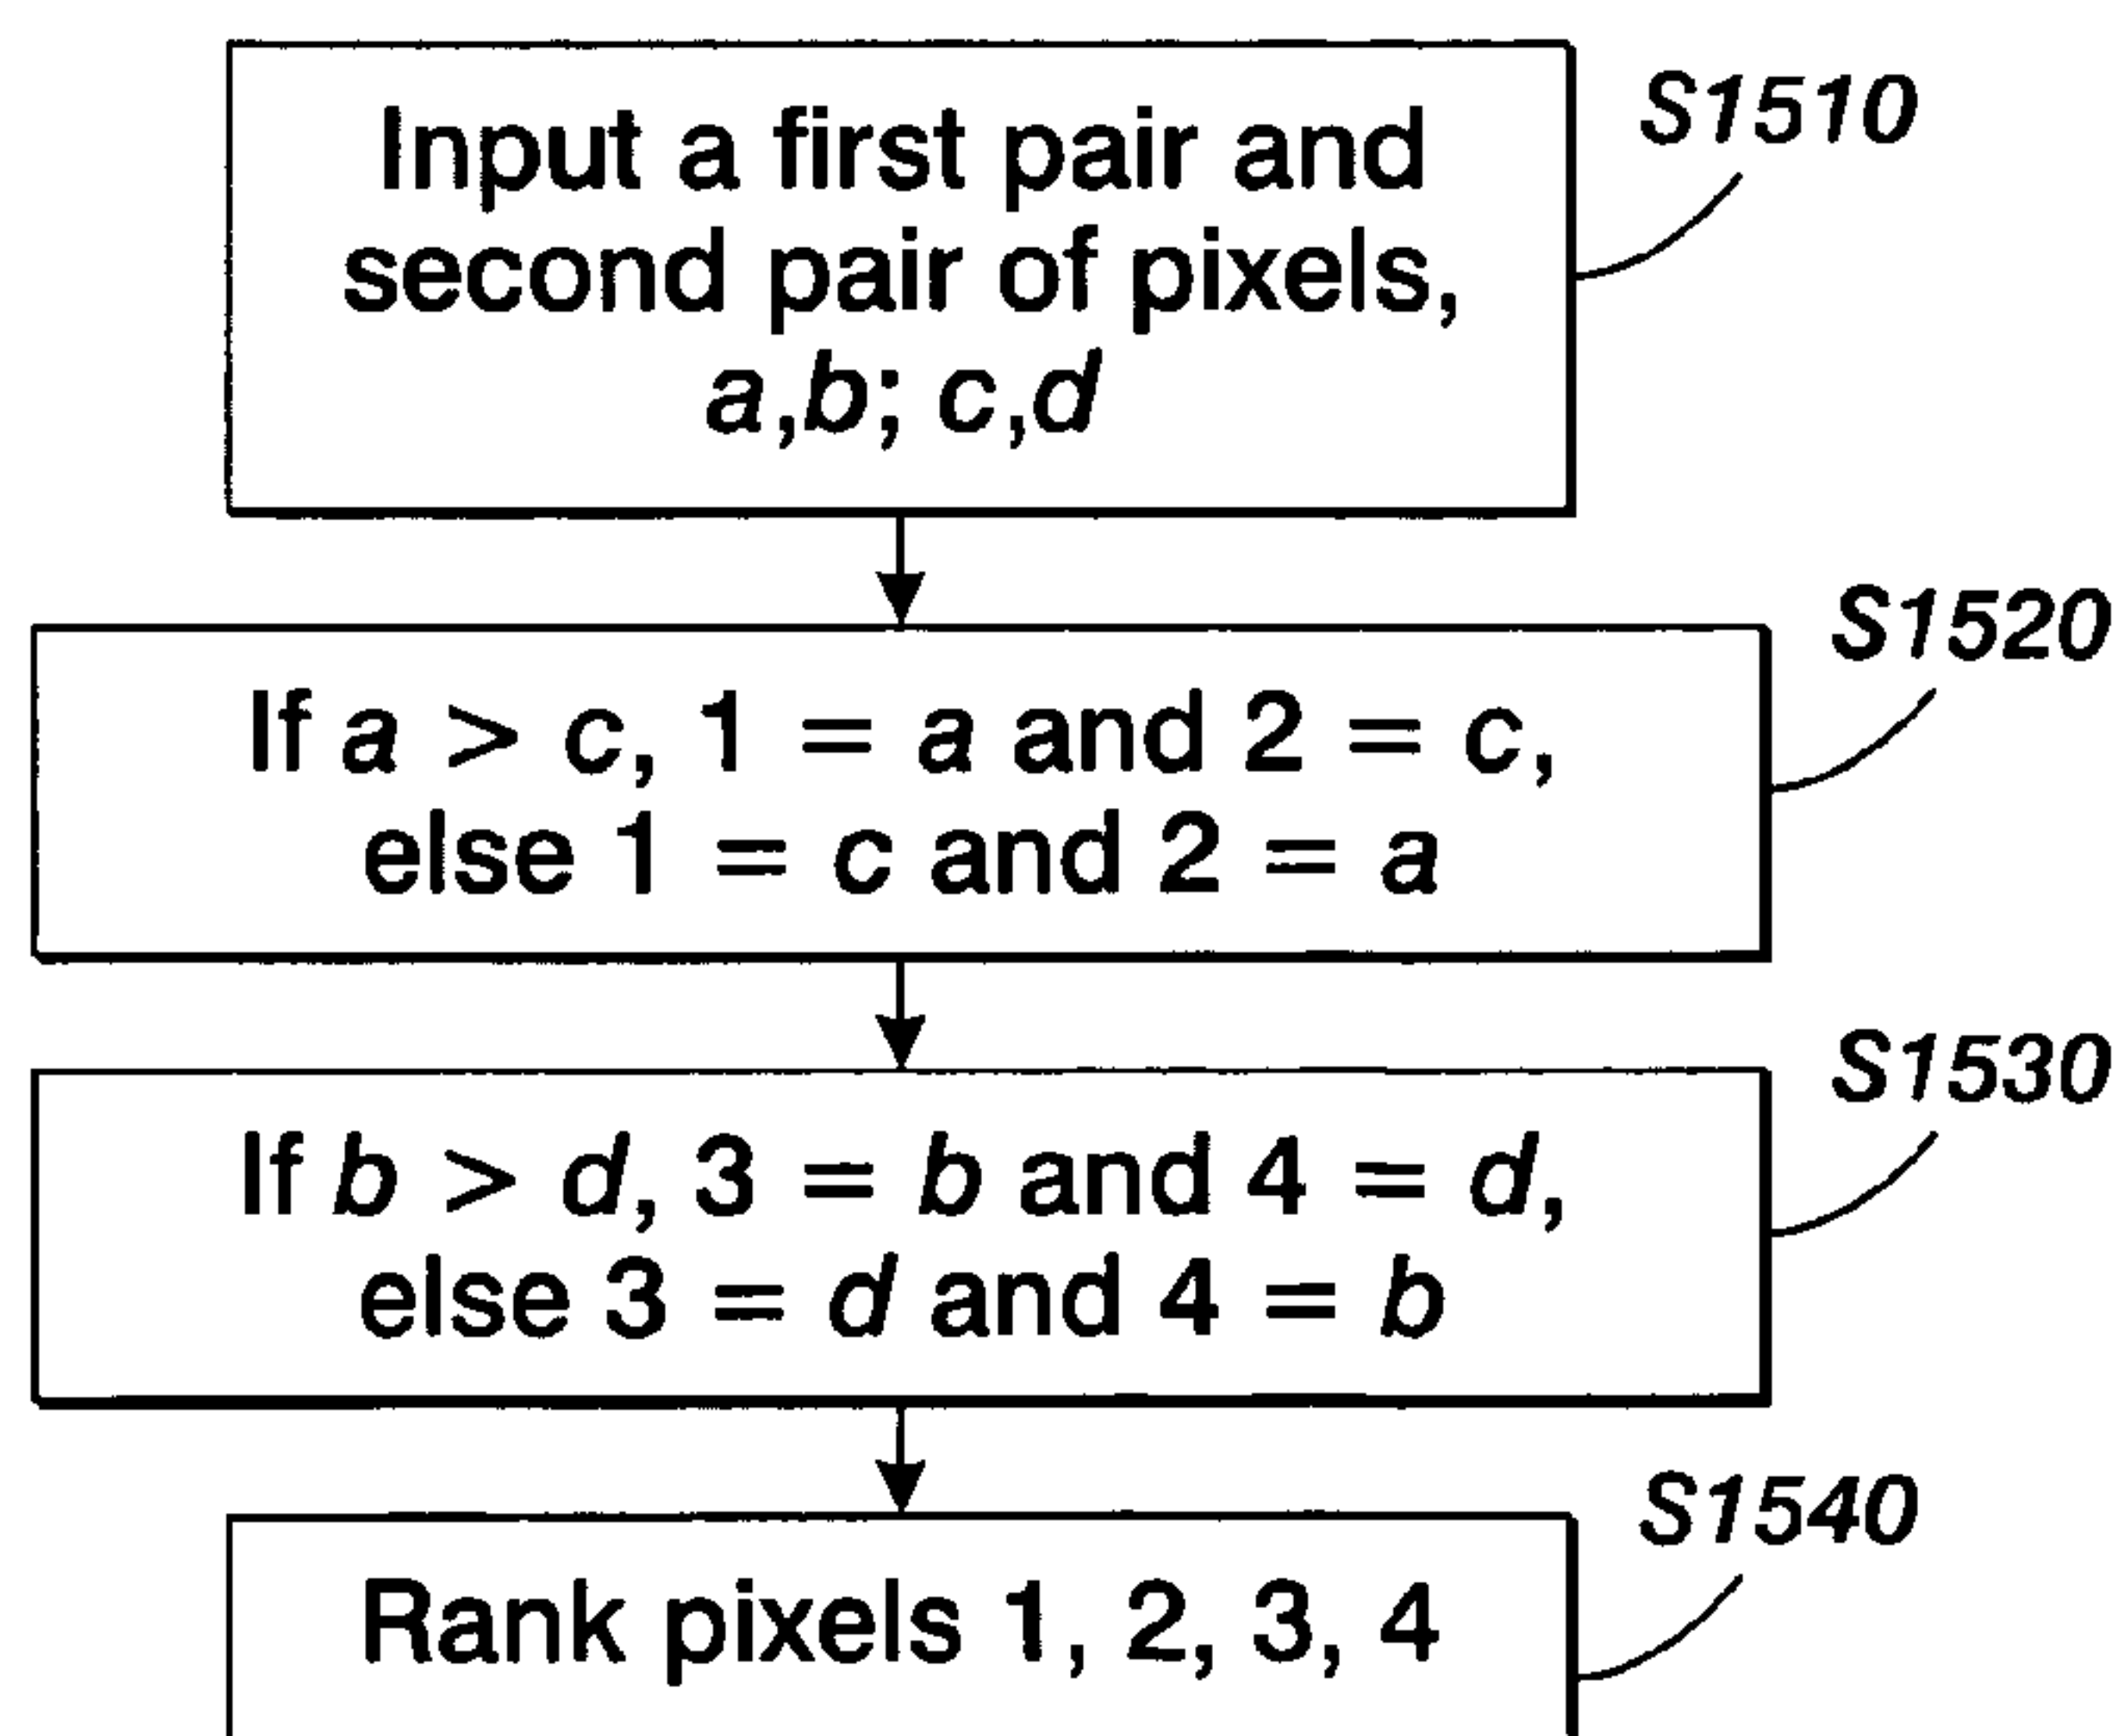 Input a first pair and
second pair of pixels,
a,b; c,d
S1510
If a > c, 1 = a and 2 = c,
else 1 = c and 2 = a
S1520
If b > d, 3 = b and 4 = d,
else 3 = d and 4 = b
S1530
Rank pixels 1, 2, 3, 4
S1540